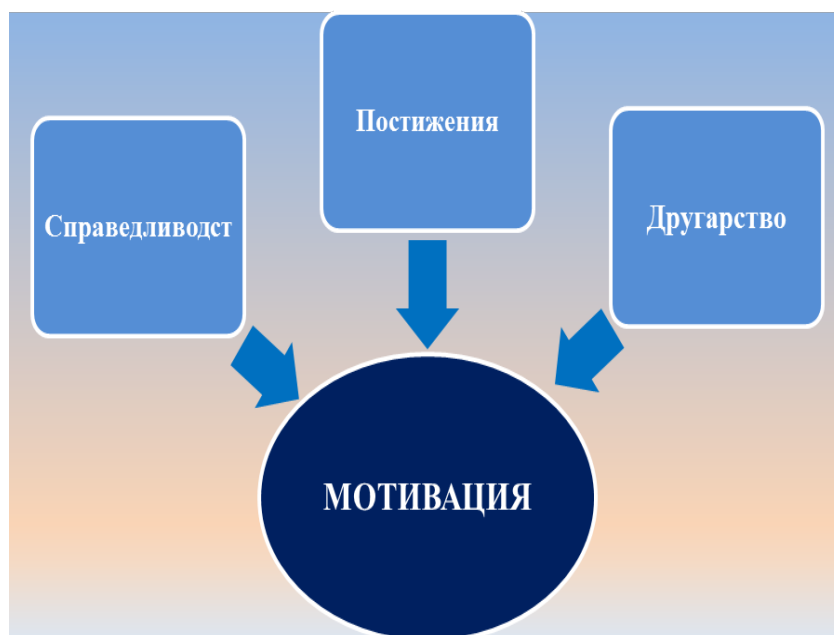 Постижения
Справедливодст
Другарство
МОТИВАЦИЯ